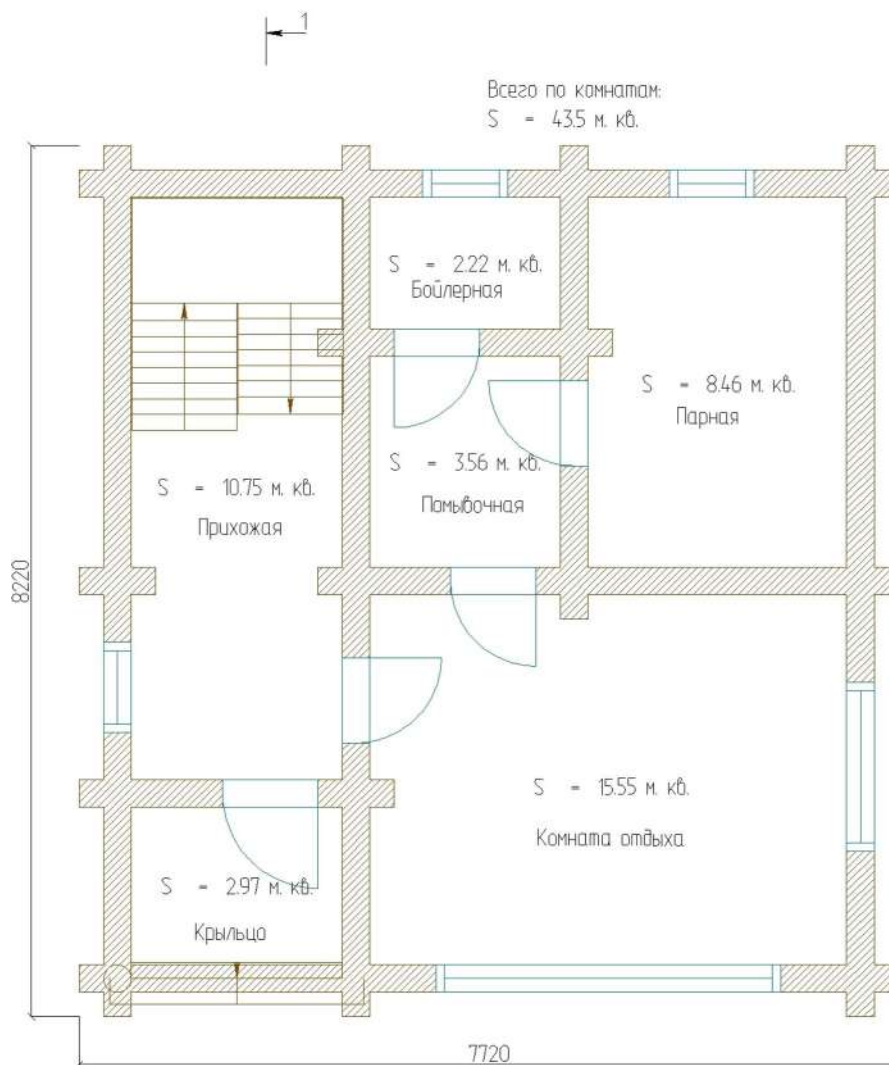 1
Всего по комнатам:
S = 43.5 м. кв.
S = 2.22 м. кв.
Бойлерная
S = 8.46 м. кв.
Парная
S = 3.56 м. кв.
Помывочная
S = 10.75 м. кв.
Прихожая
8220
S = 15.55 м. кв.
Комната отдыха
S = 2.97 м. кв.
Крыльцо
7720